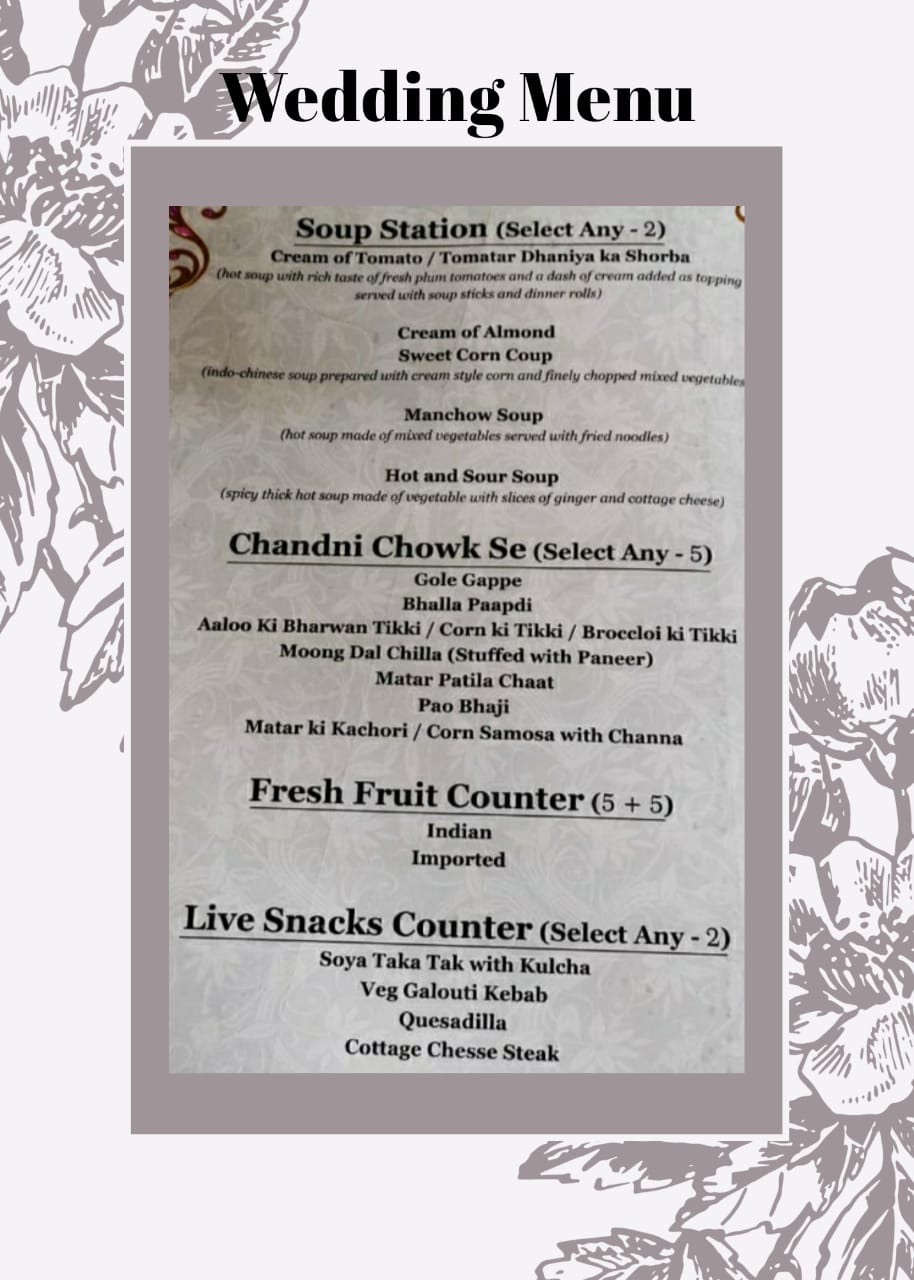 Wedding Menu
Soup Station (Select Any - 2)
Cream of Tomato / Tomatar Dhaniya ka Shorba
(hot soup with rich taste of fresh plum tomatoes and a dash of cream added as topping
served with soup sticks and dinner rolls)
Cream of Almond
Sweet Corn Coup
(indo-chinese soup prepared with cream style corn and finely chopped mixed vegetables
Manchow Soup
(hot soup made of mixed vegetables served with fried noodles)
Hot and Sour Soup
(spicy thick hot soup made of vegetable with slices of ginger and cottage cheese)
Chandni Chowk Se (Select Any - 5)
Gole Gappe
Bhalla Paapdi
Aaloo Ki Bharwan Tikki / Corn ki Tikki / Broccloi ki Tikki
Moong Dal Chilla (Stuffed with Paneer)
Matar Patila Chaat
Pao Bhaji
Matar ki Kachori / Corn Samosa with Channa
Fresh Fruit Counter (5 + 5)
Indian
Imported
Live Snacks Counter (Select Any - 2)
Soya Taka Tak with Kulcha
Veg Galouti Kebab
Quesadilla
Cottage Chesse Steak